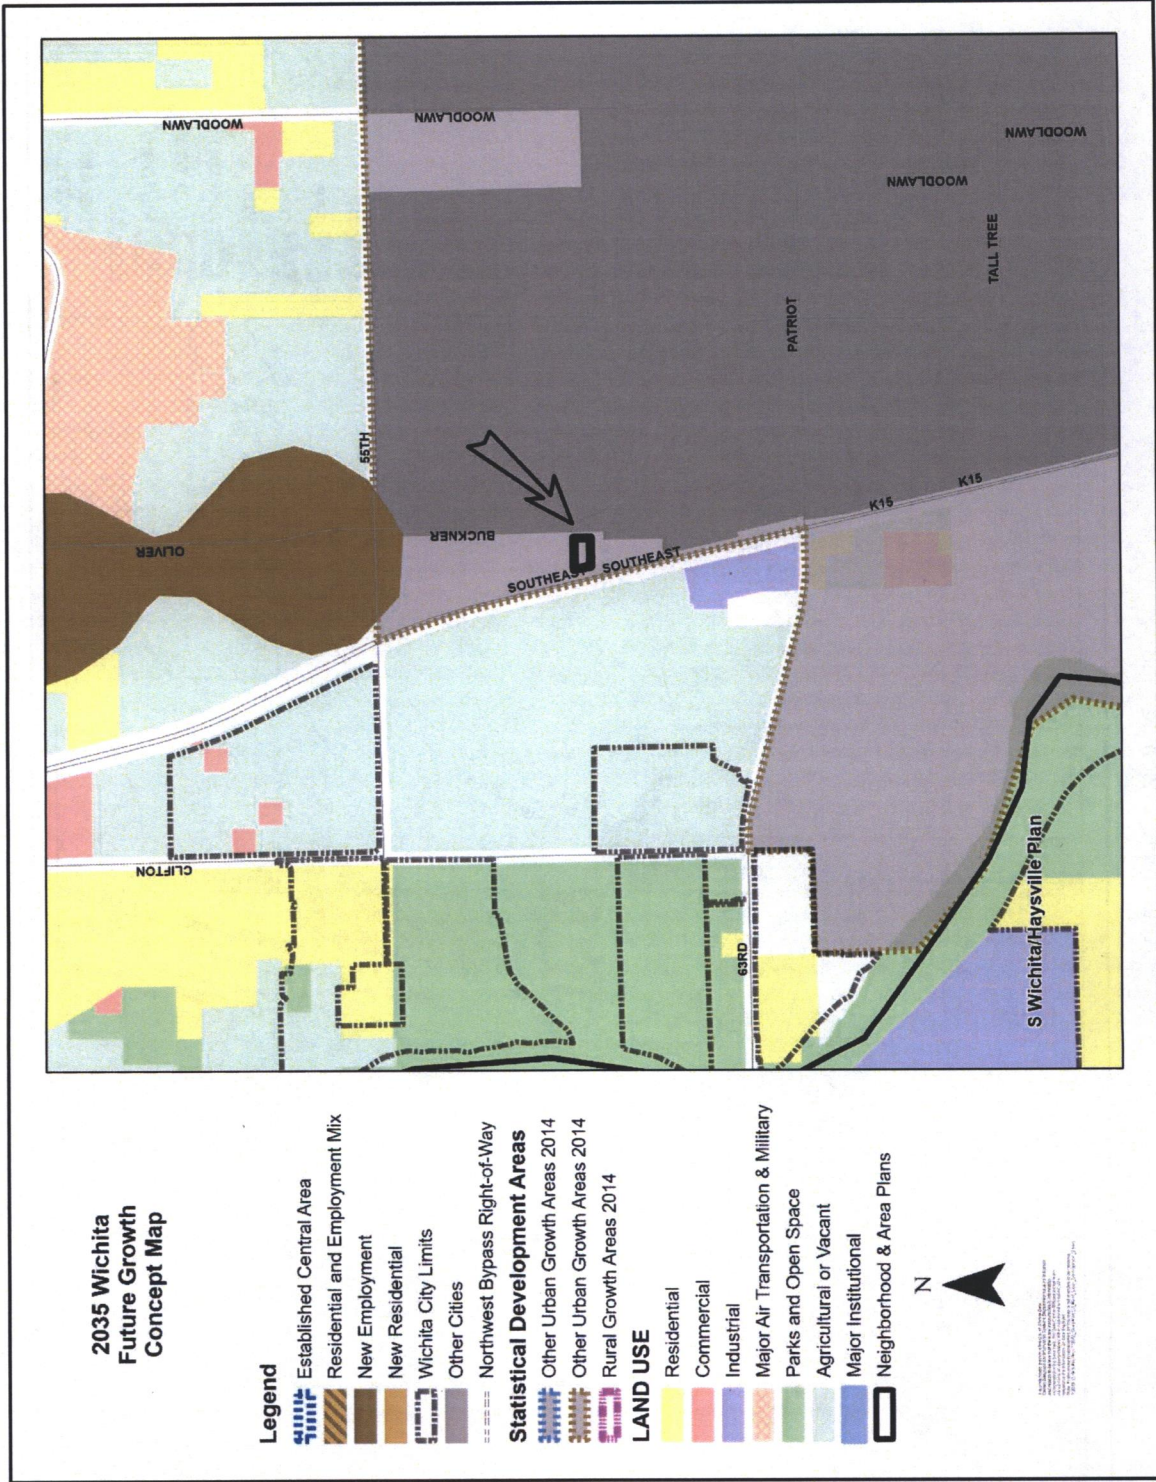 2035 Wichita
Future Growth
Concept Map
Legend
Established Central Area
Residential and Employment Mix
New Employment
New Residential
Wichita City Limits
Other Cities
Northwest Bypass Right-of-Way
Statistical Development Areas
Other Urban Growth Areas 2014
Other Urban Growth Areas 2014
Rural Growth Areas 2014
LAND USE
Residential
Commercial
Industrial
Major Air Transportation & Military
Parks and Open Space
Agricultural or Vacant
Major Institutional
Neighborhood & Area Plans
N
CLIFTON
OLIVER
WOODLAWN
55TH
WOODLAWN
BUCKNER
SOUTHEAST
SOUTHEAST
63RD
PATRIOT
K15
K15
WOODLAWN
TALL TREE
WOODLAWN
S Wichita/Haysville Plan